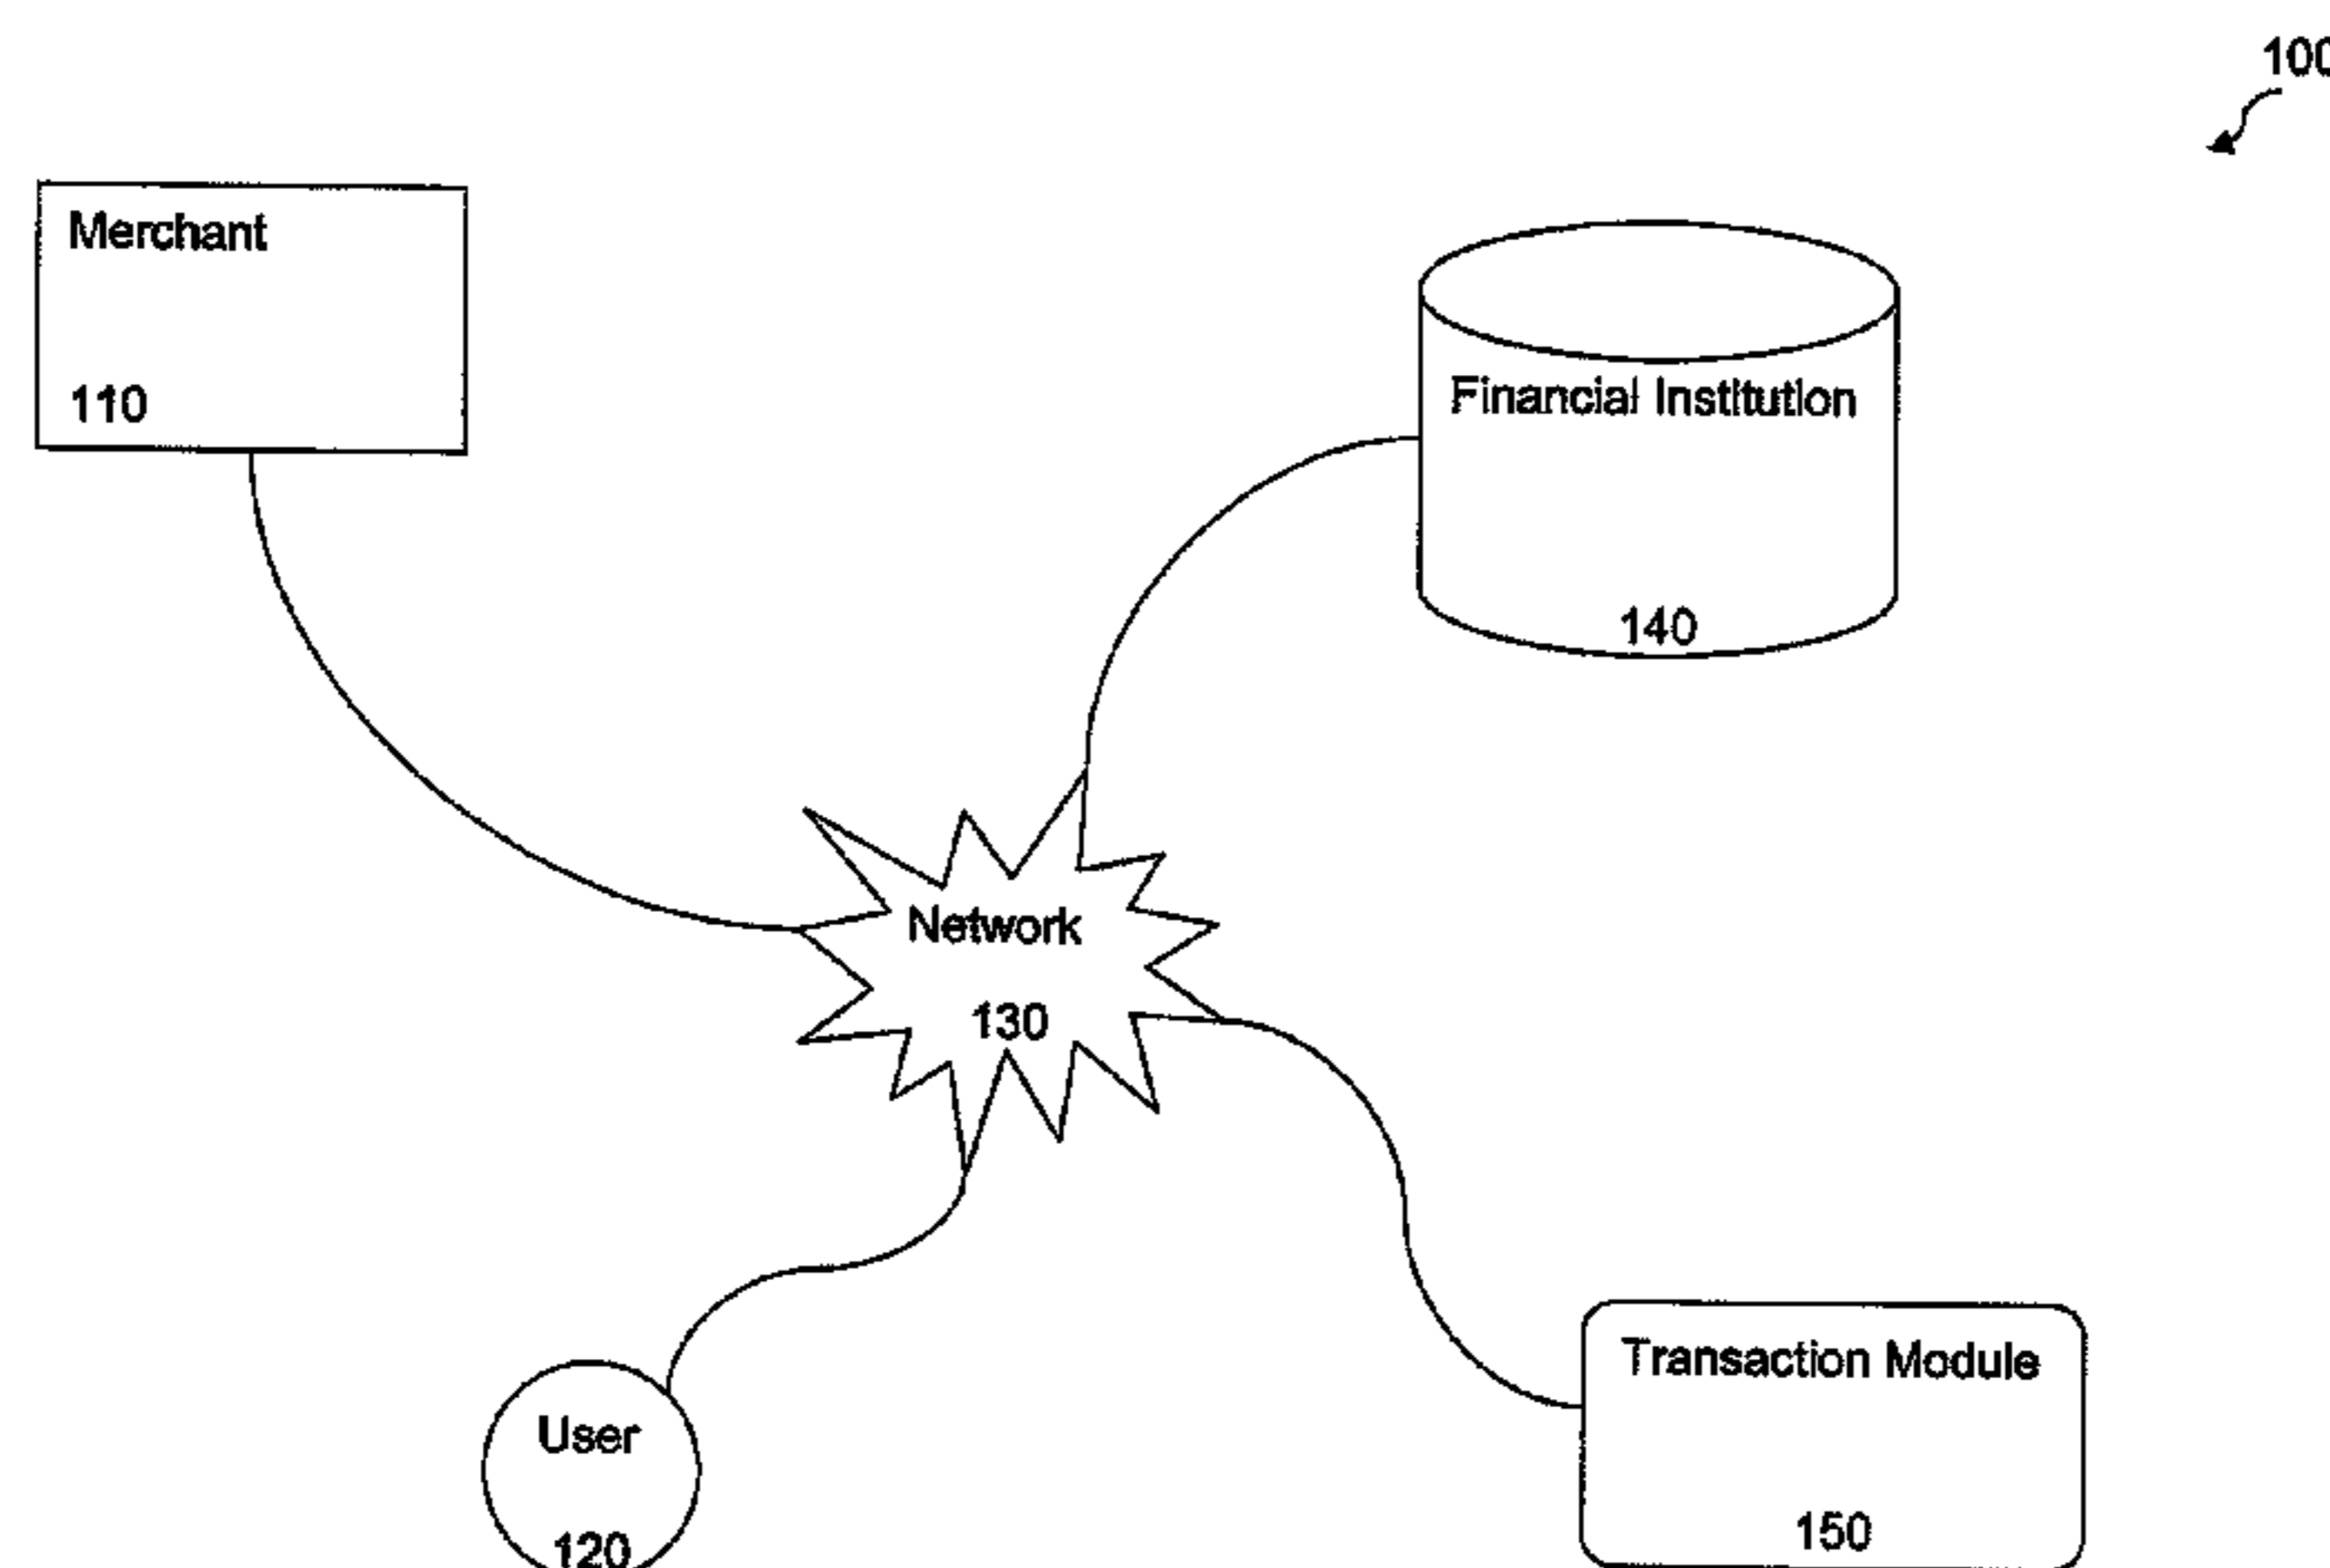 100
Merchant
110
Financial Institution
140
Network
130
User
120
Transaction Module
150